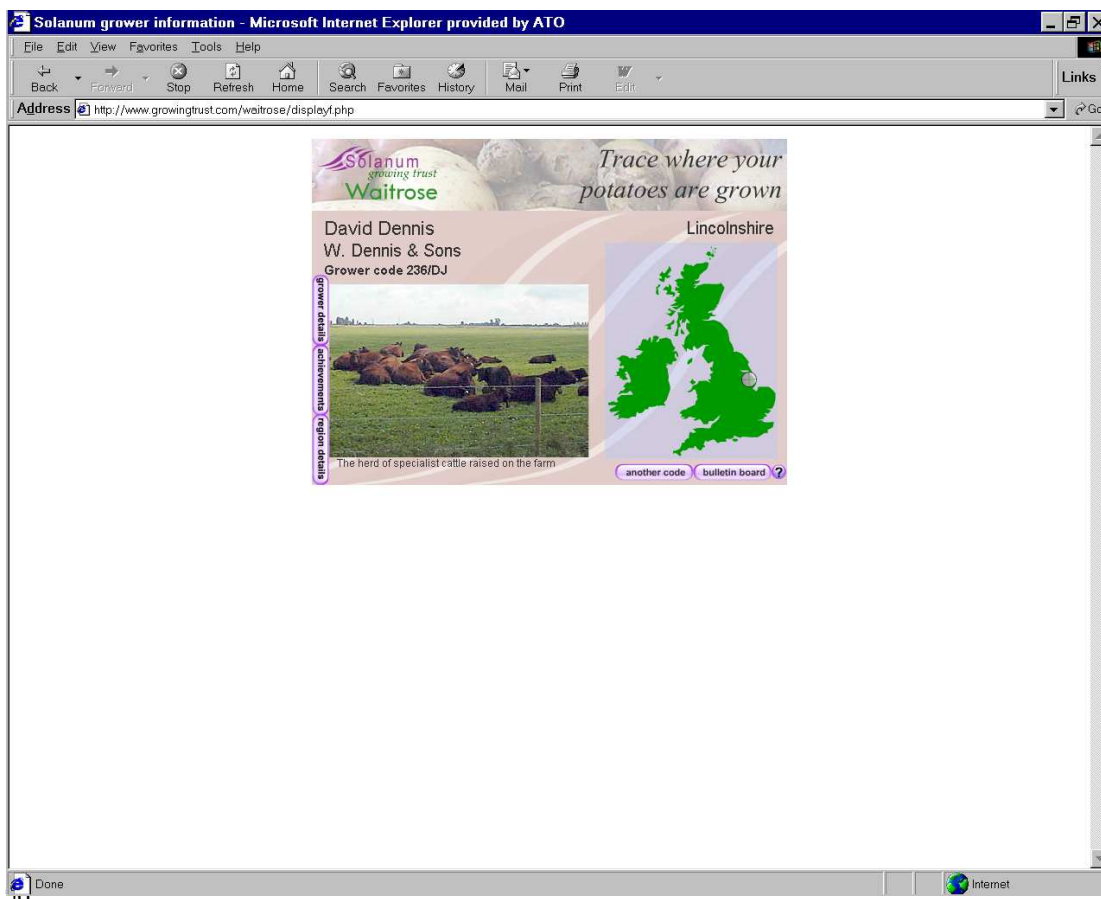 Solanum grower information - Microsoft Internet Explorer provided by ATO
File Edit View Favorites Tools Help
Back Forward Stop Refresh Home Search Favorites History Mail Print Edit
Links
Address http://www.growingtrust.com/waitrose/displayf.php Go
Solanum
growing trust
Waitrose
Trace where your
potatoes are grown
David Dennis
W. Dennis & Sons
Grower code 236/DJ
Lincolnshire
grower details
achievements
region details
The herd of specialist cattle raised on the farm
another code bulletin board ?
Done Internet